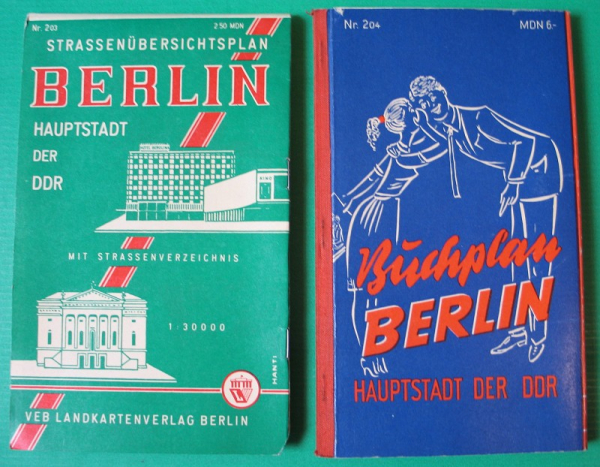 Nr. 203 2.50 MDN
STRASSENÜBERSICHTSPLAN
BERLIN
HAUPTSTADT
DER
DDR
MIT STRASSENVERZEICHNIS
1:30000
HANTI
VEB LANDKARTENVERLAG BERLIN
Nr. 204 MDN 6.-
Buchplan
BERLIN
HAUPTSTADT DER DDR